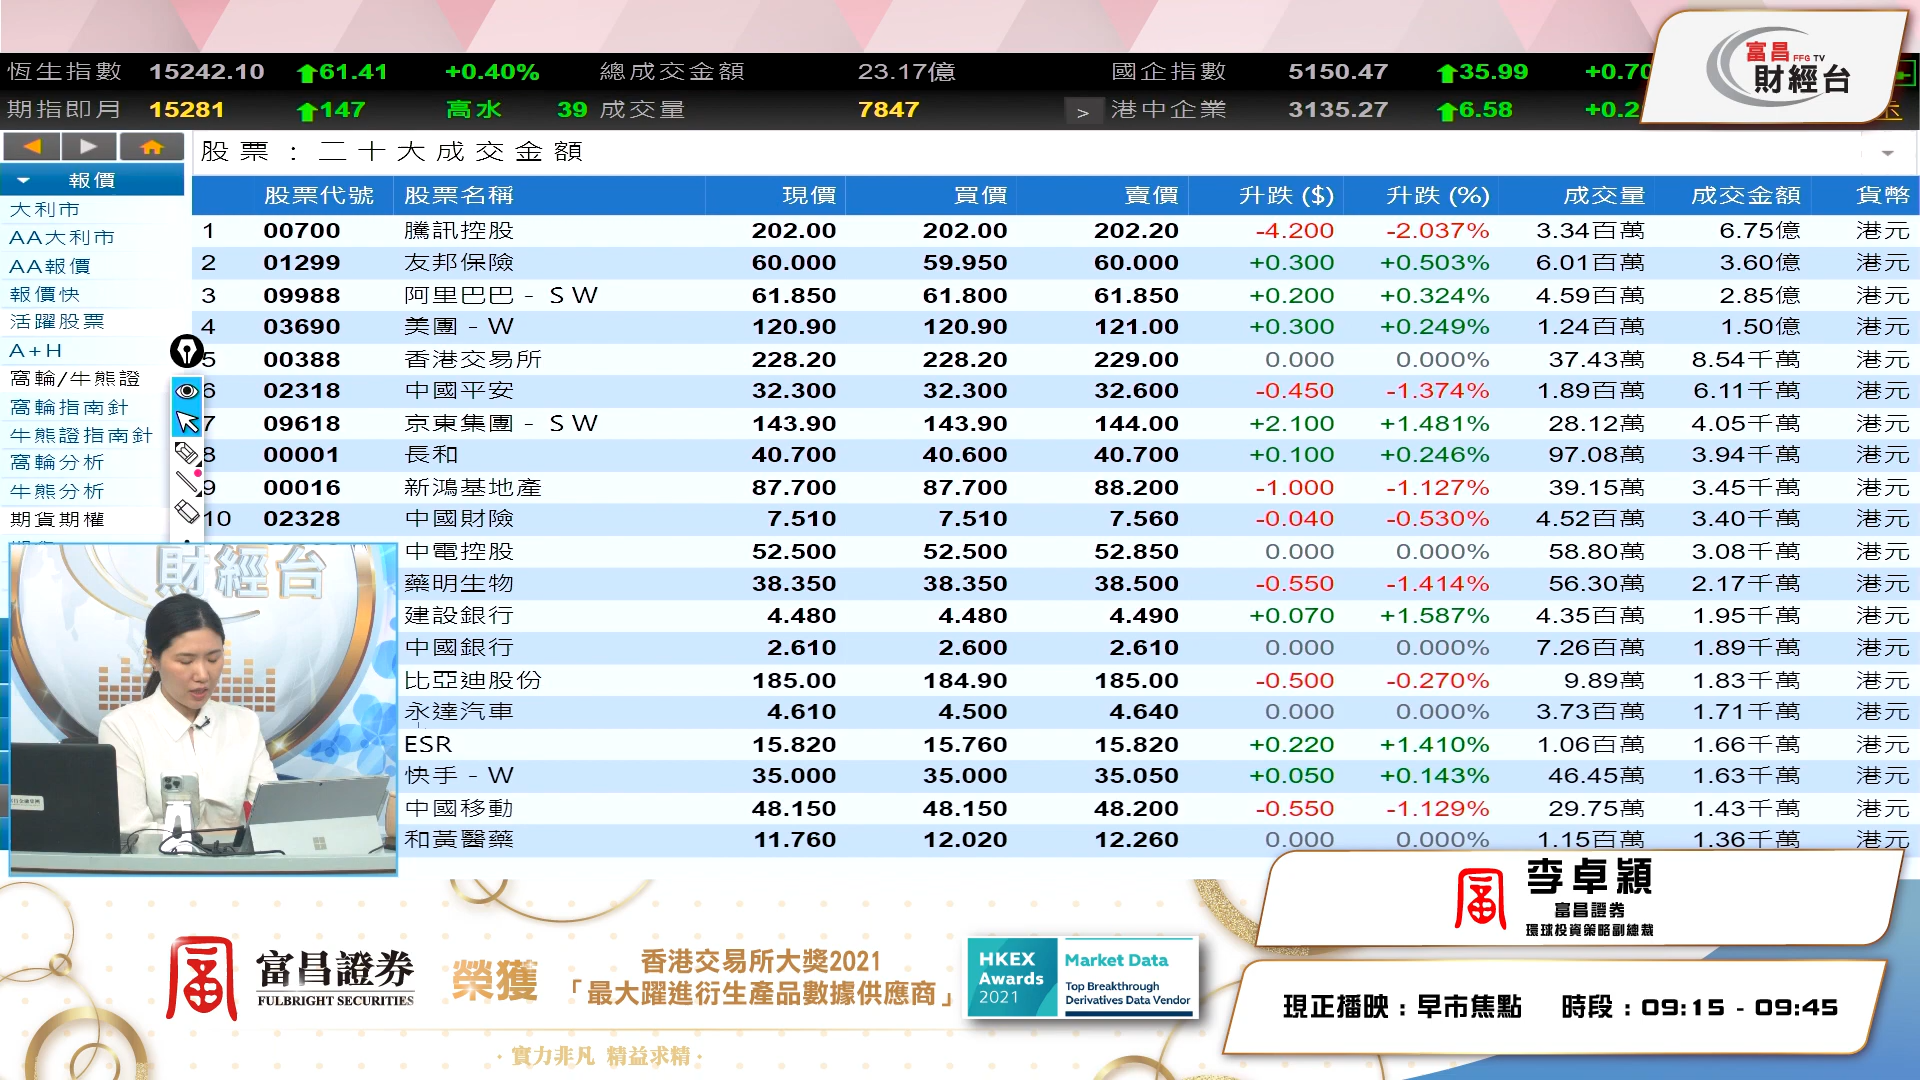 恆生指數 15242.10 61.41 +0.40% 總成交金額 23.17億 國企指數 5150.47 35.99 +0.70
期指即月 15281 147 高水 39 成交量 7847 > 港中企業 3135.27 6.58 +0.2
富昌 FFG TV
財經台
股票：二十大成交金額
報價
大利市
AA大利市
AA報價
報價快
活躍股票
A+H
窩輪/牛熊證
窩輪指南針
牛熊證指南針
窩輪分析
牛熊分析
期貨期權
股票代號 股票名稱 現價 買價 賣價 升跌 ($) 升跌 (%) 成交量 成交金額 貨幣
1 00700 騰訊控股 202.00 202.00 202.20 -4.200 -2.037% 3.34百萬 6.75億 港元
2 01299 友邦保險 60.000 59.950 60.000 +0.300 +0.503% 6.01百萬 3.60億 港元
3 09988 阿里巴巴－ＳＷ 61.850 61.800 61.850 +0.200 +0.324% 4.59百萬 2.85億 港元
4 03690 美團－W 120.90 120.90 121.00 +0.300 +0.249% 1.24百萬 1.50億 港元
5 00388 香港交易所 228.20 228.20 229.00 0.000 0.000% 37.43萬 8.54千萬 港元
6 02318 中國平安 32.300 32.300 32.600 -0.450 -1.374% 1.89百萬 6.11千萬 港元
7 09618 京東集團－ＳＷ 143.90 143.90 144.00 +2.100 +1.481% 28.12萬 4.05千萬 港元
8 00001 長和 40.700 40.600 40.700 +0.100 +0.246% 97.08萬 3.94千萬 港元
9 00016 新鴻基地產 87.700 87.700 88.200 -1.000 -1.127% 39.15萬 3.45千萬 港元
10 02328 中國財險 7.510 7.510 7.560 -0.040 -0.530% 4.52百萬 3.40千萬 港元
中電控股 52.500 52.500 52.850 0.000 0.000% 58.80萬 3.08千萬 港元
藥明生物 38.350 38.350 38.500 -0.550 -1.414% 56.30萬 2.17千萬 港元
建設銀行 4.480 4.480 4.490 +0.070 +1.587% 4.35百萬 1.95千萬 港元
中國銀行 2.610 2.600 2.610 0.000 0.000% 7.26百萬 1.89千萬 港元
比亞迪股份 185.00 184.90 185.00 -0.500 -0.270% 9.89萬 1.83千萬 港元
永達汽車 4.610 4.500 4.640 0.000 0.000% 3.73百萬 1.71千萬 港元
ESR 15.820 15.760 15.820 +0.220 +1.410% 1.06百萬 1.66千萬 港元
快手－W 35.000 35.000 35.050 +0.050 +0.143% 46.45萬 1.63千萬 港元
中國移動 48.150 48.150 48.200 -0.550 -1.129% 29.75萬 1.43千萬 港元
和黃醫藥 11.760 12.020 12.260 0.000 0.000% 1.15百萬 1.36千萬 港元
財經台
李卓穎
富昌證券
環球投資策略副總裁
富昌證券
FULBRIGHT SECURITIES
榮獲
香港交易所大獎2021
「最大躍進衍生產品數據供應商」
HKEX
Awards
2021
Market Data
Top Breakthrough
Derivatives Data Vendor
現正播映：早市焦點 時段：09:15 - 09:45
· 實力非凡 精益求精 ·